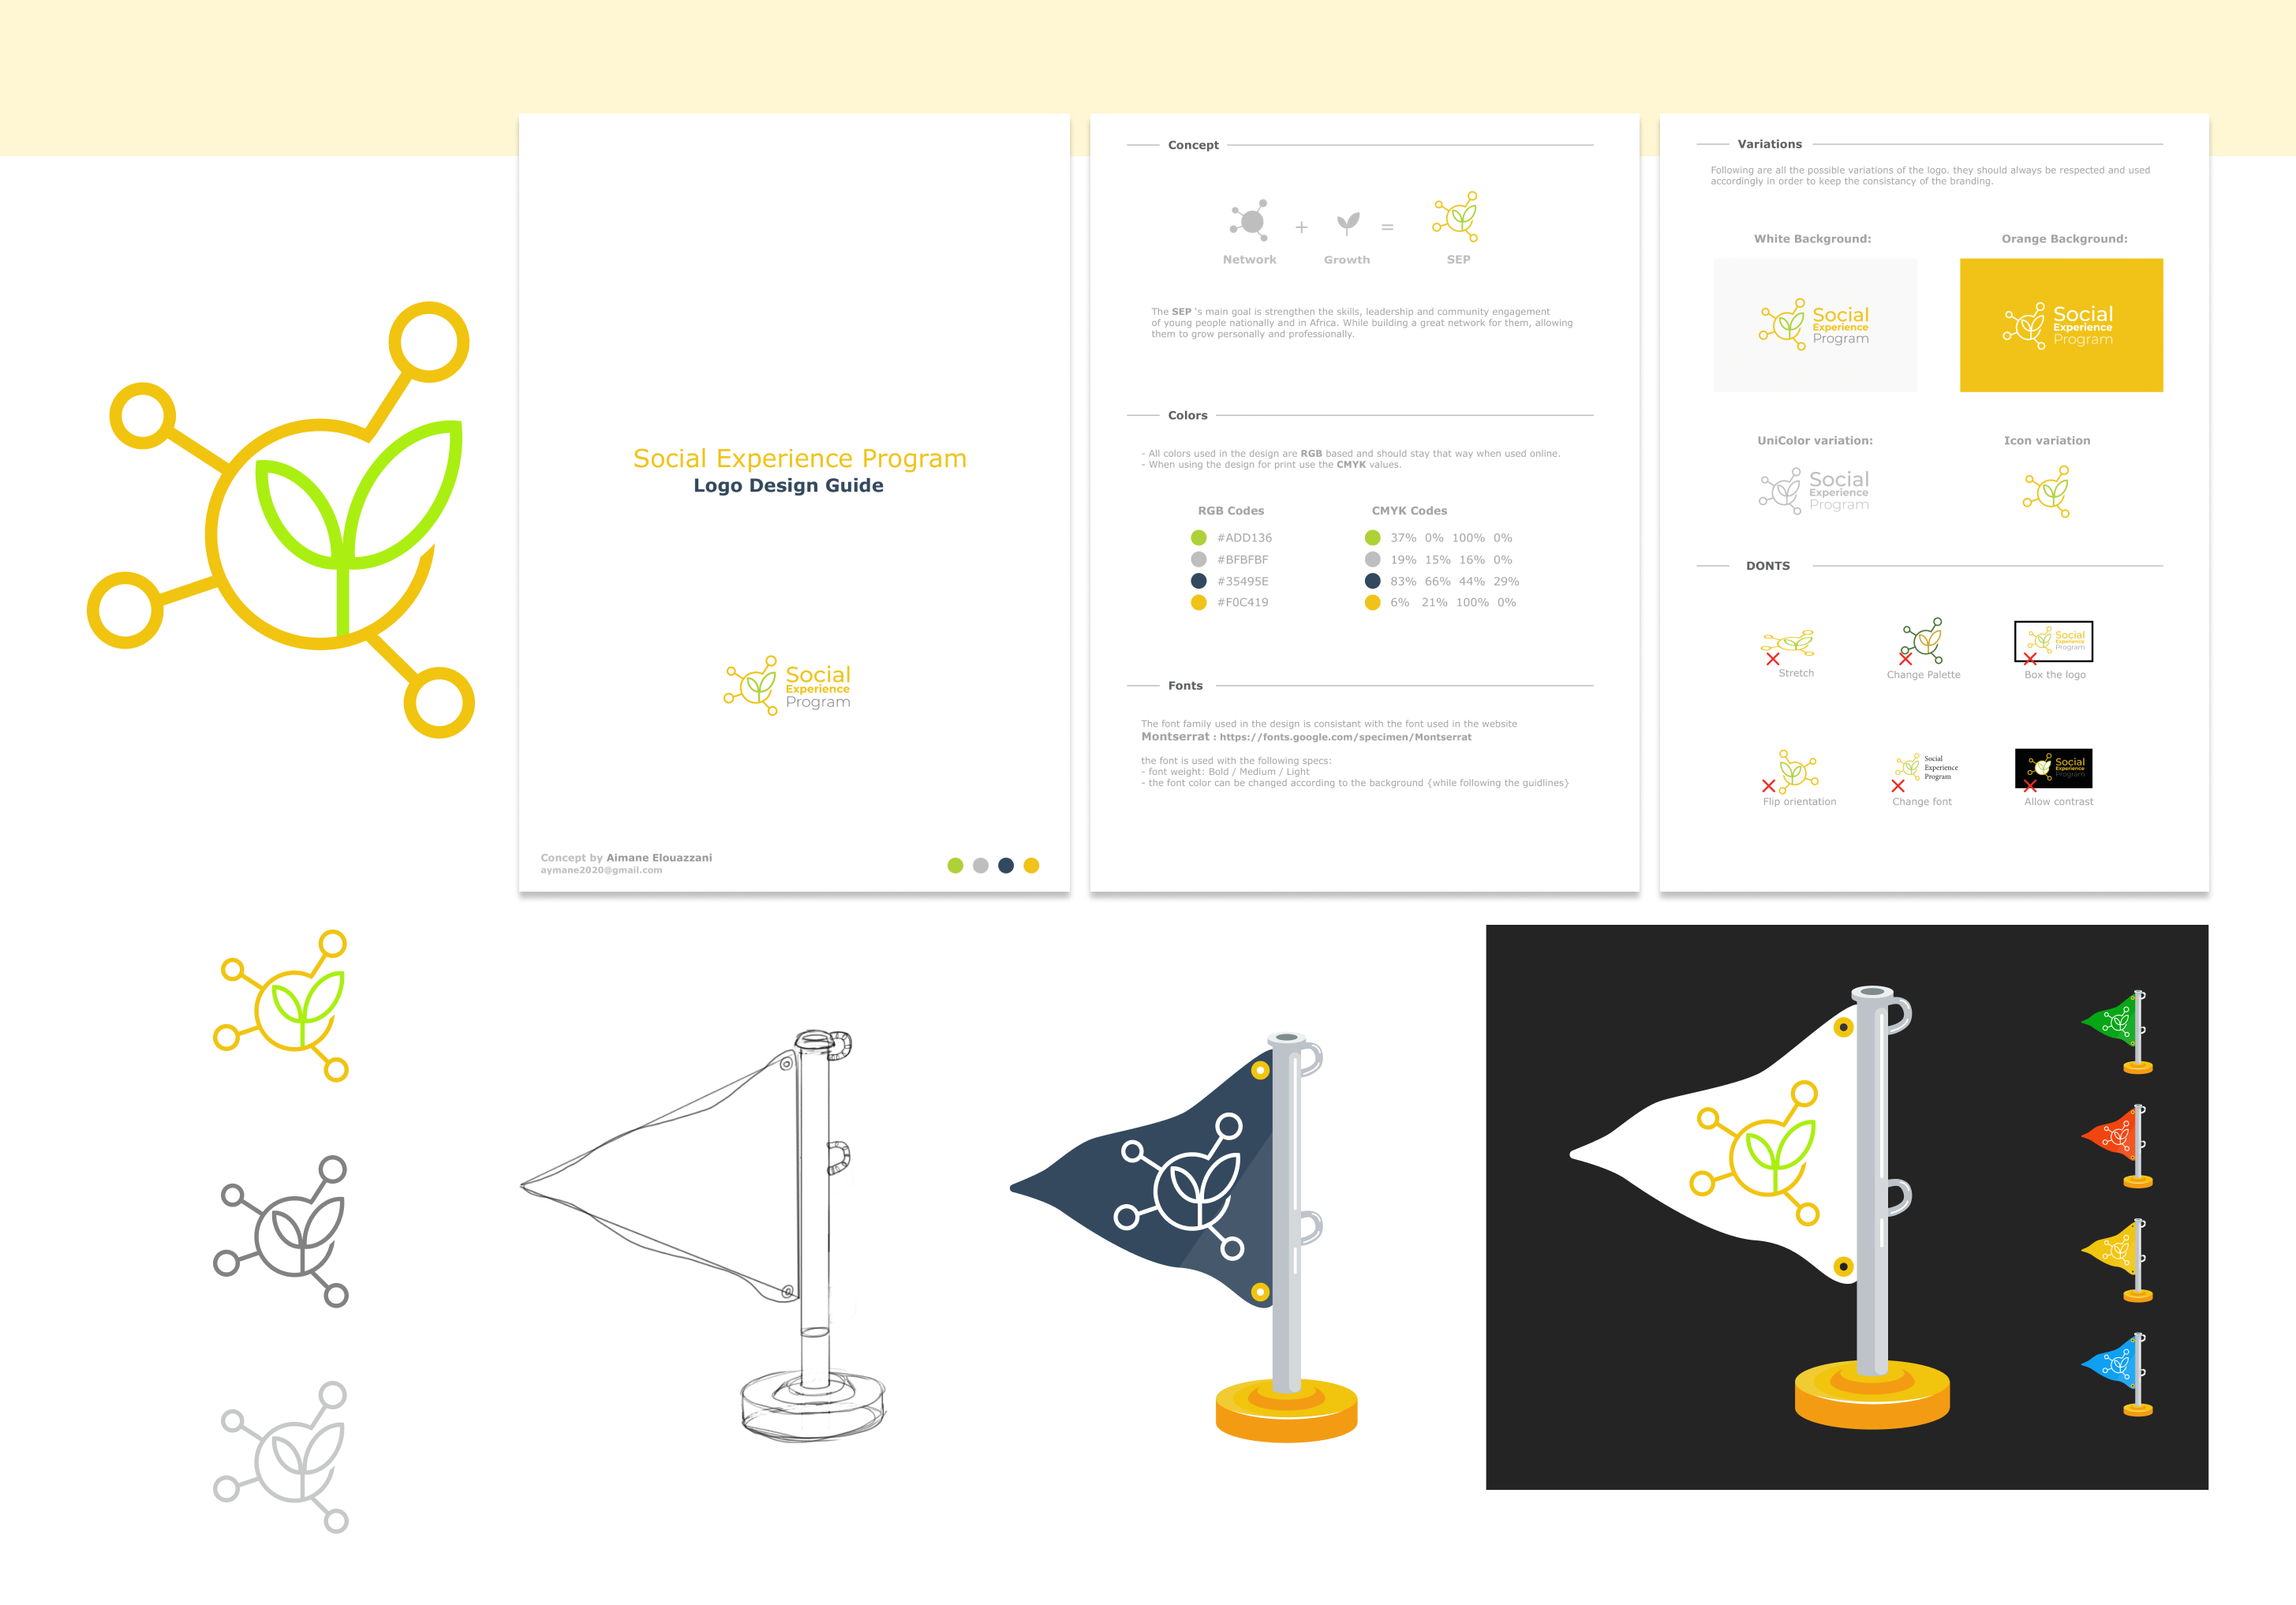 Social Experience Program
Logo Design Guide
Social
Experience
Program
Concept by Aimane Elouazzani
aymane2020@gmail.com
Concept
+
=
Network
Growth
SEP
The SEP 's main goal is strengthen the skills, leadership and community engagement
of young people nationally and in Africa. While building a great network for them, allowing
them to grow personally and professionally.
Colors
- All colors used in the design are RGB based and should stay that way when used online.
- When using the design for print use the CMYK values.
RGB Codes
#ADD136
#BFBFBF
#35495E
#F0C419
CMYK Codes
37% 0% 100% 0%
19% 15% 16% 0%
83% 66% 44% 29%
6% 21% 100% 0%
Fonts
The font family used in the design is consistant with the font used in the website
Montserrat : https://fonts.google.com/specimen/Montserrat
the font is used with the following specs:
- font weight: Bold / Medium / Light
- the font color can be changed according to the background {while following the guidlines}
Variations
Following are all the possible variations of the logo. they should always be respected and used
accordingly in order to keep the consistancy of the branding.
White Background:
Social
Experience
Program
Orange Background:
Social
Experience
Program
UniColor variation:
Social
Experience
Program
Icon variation
DONTS
Stretch
Change Palette
Social
Experience
Program
Box the logo
Flip orientation
Social
Experience
Program
Change font
Social
Experience
Program
Allow contrast